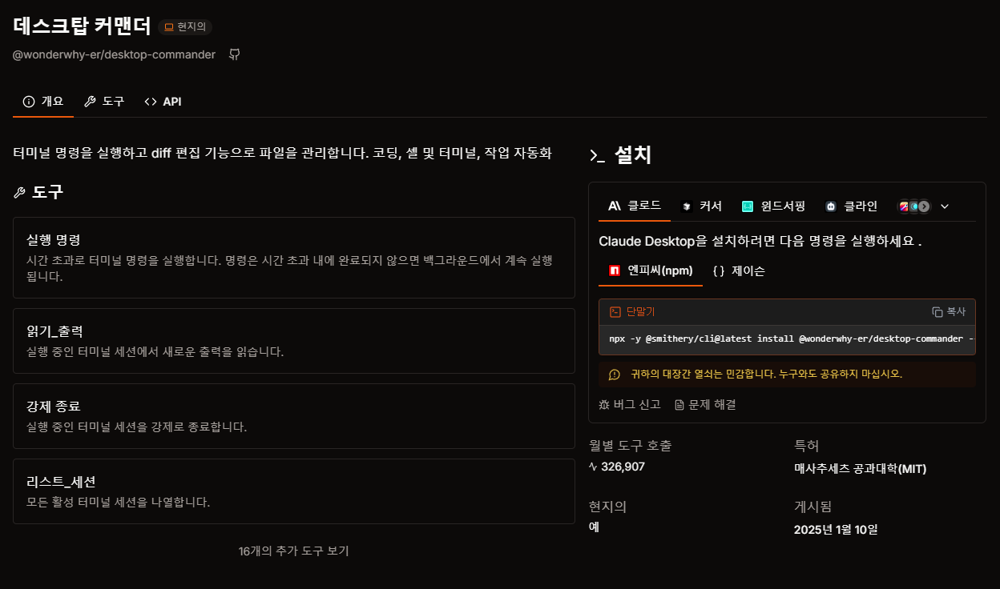 데스크탑 커맨더
현지의
@wonderwhy-er/desktop-commander
개요
도구
API
터미널 명령을 실행하고 diff 편집 기능으로 파일을 관리합니다. 코딩, 셸 및 터미널, 작업 자동화
도구
실행 명령
시간 초과로 터미널 명령을 실행합니다. 명령은 시간 초과 내에 완료되지 않으면 백그라운드에서 계속 실행
됩니다.
읽기_출력
실행 중인 터미널 세션에서 새로운 출력을 읽습니다.
강제 종료
실행 중인 터미널 세션을 강제로 종료합니다.
리스트_세션
모든 활성 터미널 세션을 나열합니다.
16개의 추가 도구 보기
설치
클로드
커서
윈드서핑
클라인
Claude Desktop을 설치하려면 다음 명령을 실행하세요 .
엔피씨(npm)
{} 제이슨
단말기
복사
npx -y @smithery/cli@latest install @wonderwhy-er/desktop-commander -
귀하의 대장간 열쇠는 민감합니다. 누구와도 공유하지 마십시오.
버그 신고
문제 해결
월별 도구 호출
326,907
특허
매사추세츠 공과대학(MIT)
현지의
예
게시됨
2025년 1월 10일